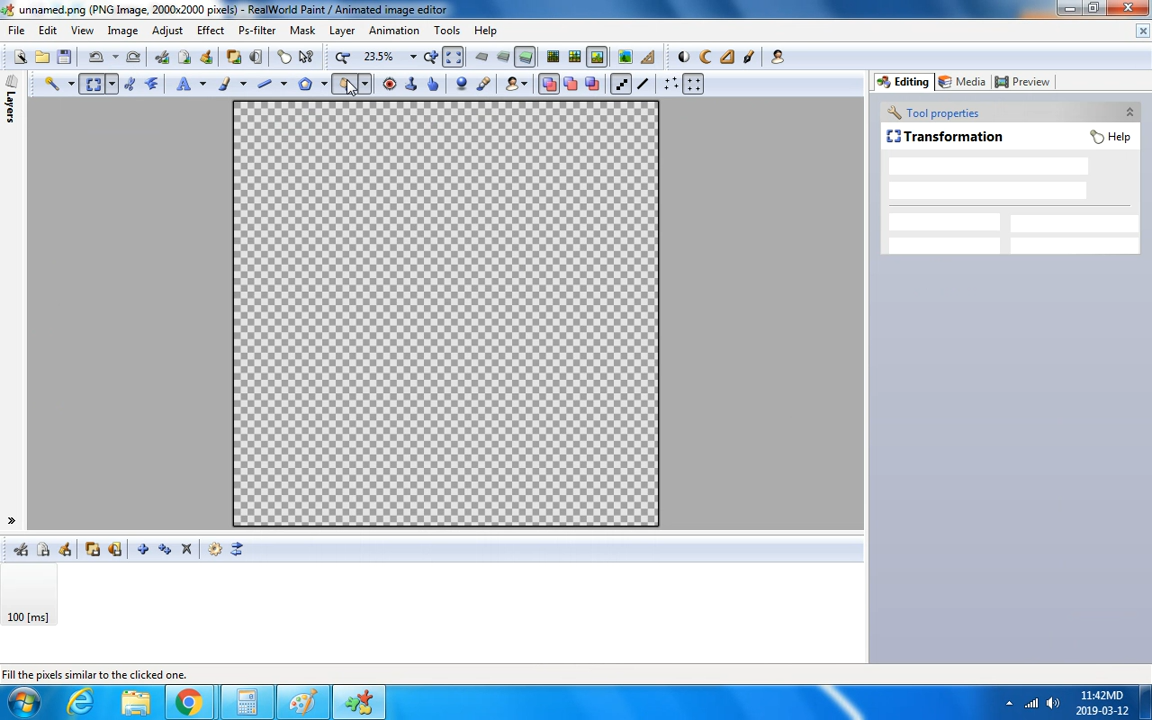 unnamed.png (PNG Image, 2000x2000 pixels) - RealWorld Paint / Animated image editor
File Edit View Image Adjust Effect Ps-filter Mask Layer Animation Tools Help
23.5%
Editing Media Preview
Layers
Tool properties
Transformation Help
100 [ms]
Fill the pixels similar to the clicked one.
11:42MD
2019-03-12